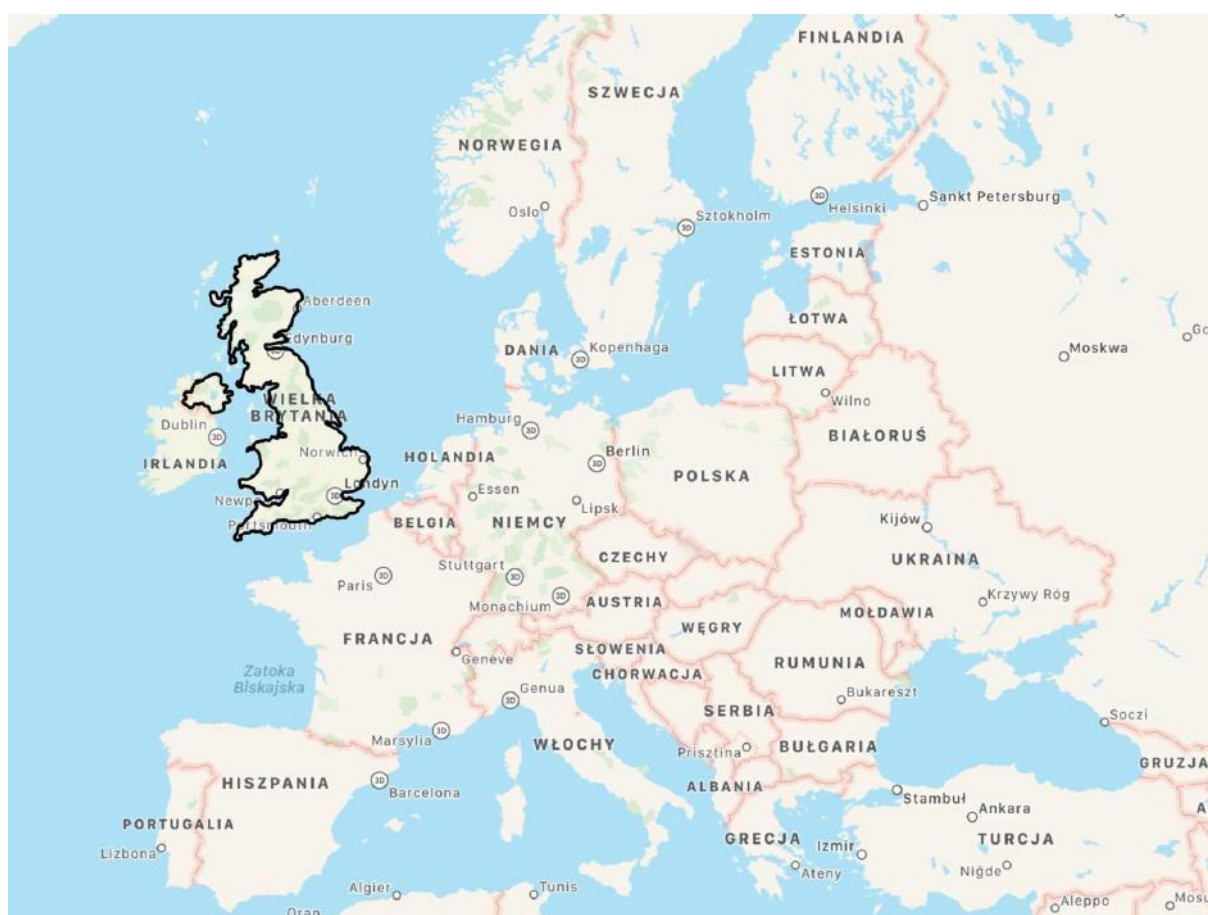 FINLANDIA
SZWECJA
NORWEGIA
Oslo
Sztokholm
Helsinki
Sankt Petersburg
ESTONIA
Aberdeen
ŁOTWA
Edynburg
DANIA
Kopenhaga
Moskwa
LITWA
Wilno
WIELKA
BRYTANIA
Dublin
Hamburg
BIAŁORUŚ
IRLANDIA
Norwich
HOLANDIA
Berlin
POLSKA
Londyn
Essen
Lipsk
Portsmouth
BELGIA
NIEMCY
Kijów
UKRAINA
CZECHY
Stuttgart
Paris
Monachium
AUSTRIA
Krzywy Róg
MOŁDAWIA
WĘGRY
FRANCJA
Genève
SŁOWENIA
CHORWACJA
RUMUNIA
Zatoka
Biskajska
Genua
Bukareszt
SERBIA
Soczi
Marsylia
WŁOCHY
Prisztina
BUŁGARIA
GRUZJA
HISZPANIA
Barcelona
ALBANIA
Stambuł
Ankara
PORTUGALIA
GRECJA
Izmir
TURCJA
Lizbona
Ateny
Niğde
Algier
Tunis
Aleppo
Oran